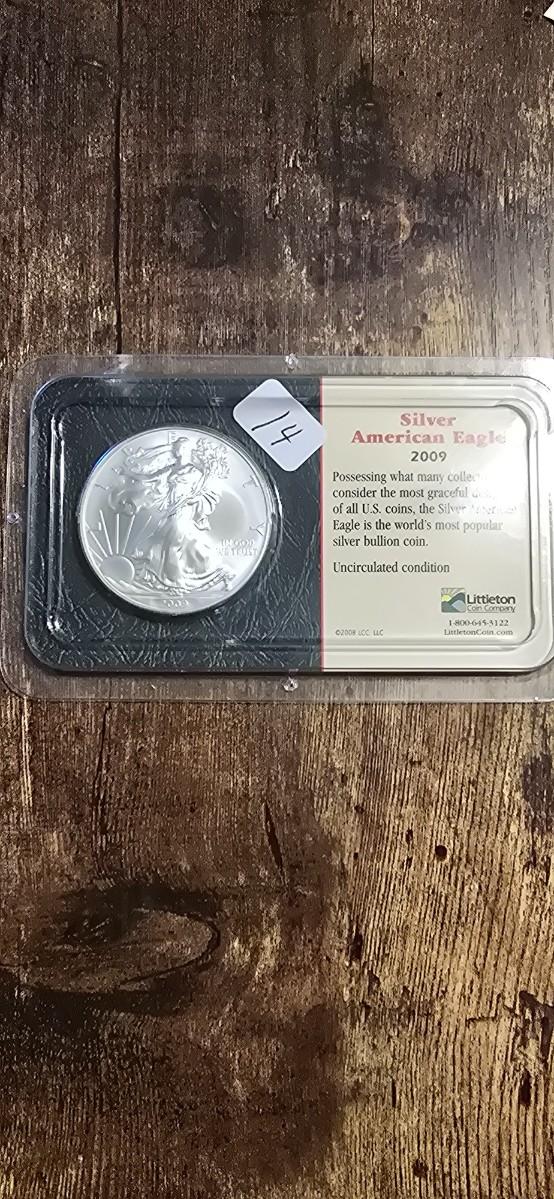 14
IN GOD
WE TRUST
2009
Silver
American Eagle
2009
Possessing what many
consider the most graceful
of all U.S. coins, the Silver
Eagle is the world's most popular
silver bullion coin.
Uncirculated condition
Littleton
Coin Company
©2008 LCC, LLC
1-800-645-3122
LittletonCoin.com